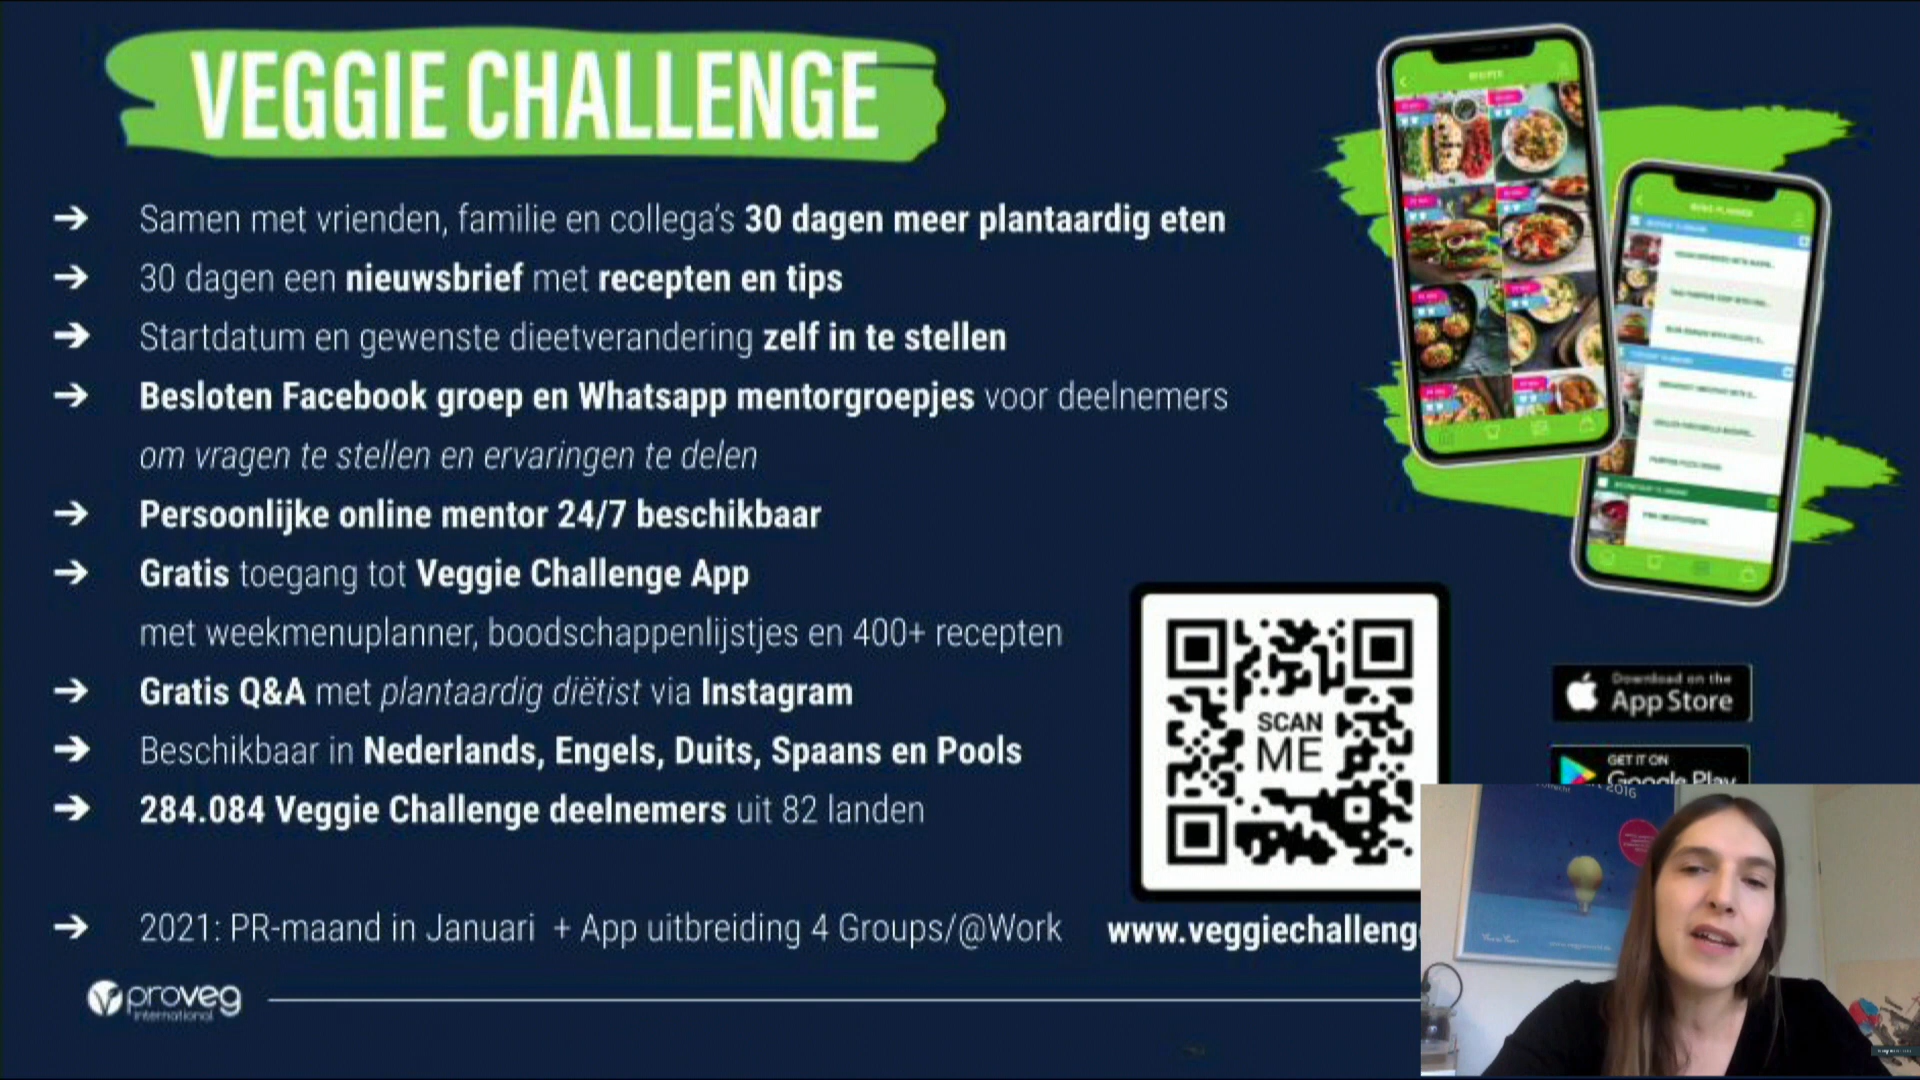 VEGGIE CHALLENGE
→ Samen met vrienden, familie en collega's 30 dagen meer plantaardig eten
→ 30 dagen een nieuwsbrief met recepten en tips
→ Startdatum en gewenste dieetverandering zelf in te stellen
→ Besloten Facebook groep en Whatsapp mentorgroepjes voor deelnemers
om vragen te stellen en ervaringen te delen
→ Persoonlijke online mentor 24/7 beschikbaar
→ Gratis toegang tot Veggie Challenge App
met weekmenuplanner, boodschappenlijstjes en 400+ recepten
→ Gratis Q&A met plantaardig diëtist via Instagram
→ Beschikbaar in Nederlands, Engels, Duits, Spaans en Pools
→ 284.084 Veggie Challenge deelnemers uit 82 landen
→ 2021: PR-maand in Januari + App uitbreiding 4 Groups/@Work
SCAN
ME
www.veggiechalleng
Download on the
App Store
GET IT ON
Google Play
2016
proveg
international